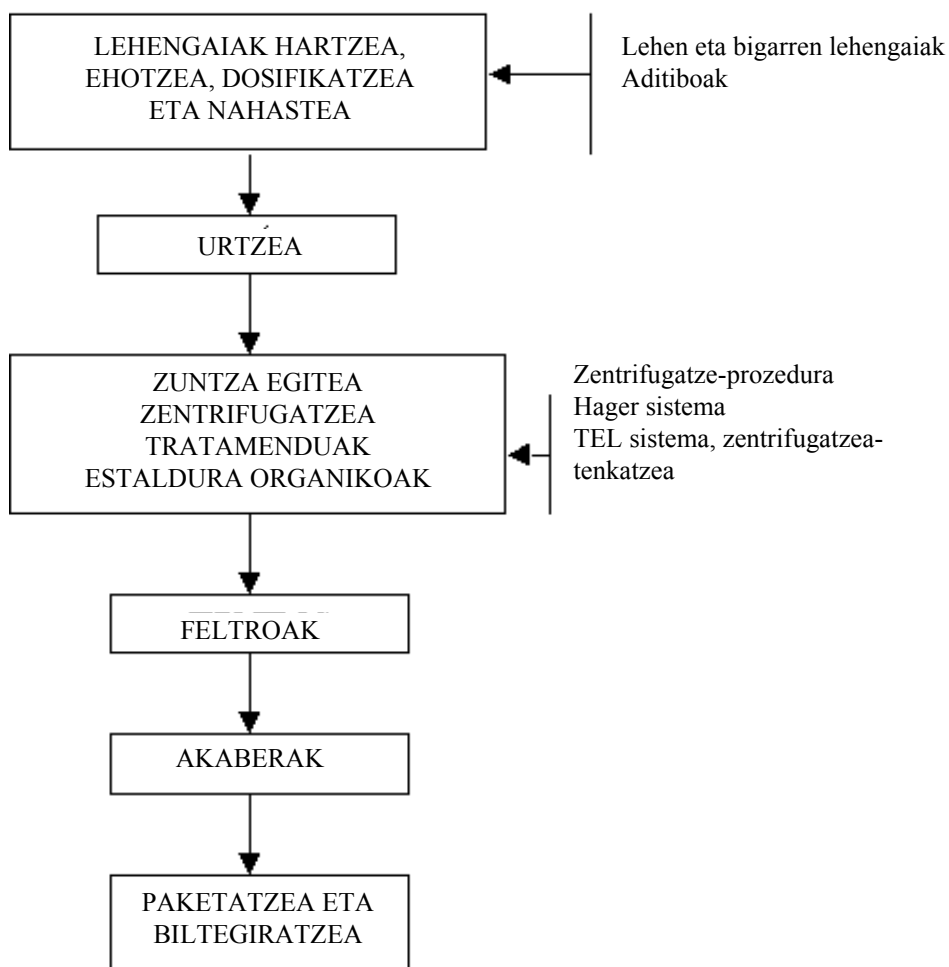 LEHENGAIAK HARTZEA,
EHOTZEA, DOSIFIKATZEA
ETA NAHASTEA
Lehen eta bigarren lehengaiak
Aditiboak
URTZEA
ZUNTZA EGITEA
ZENTRIFUGATZEA
TRATAMENDUAK
ESTALDURA ORGANIKOAK
Zentrifugatze-prozedura
Hager sistema
TEL sistema, zentrifugatzea-
tenkatzea
FELTROAK
AKABERAK
PAKETATZEA ETA
BILTEGIRATZEA